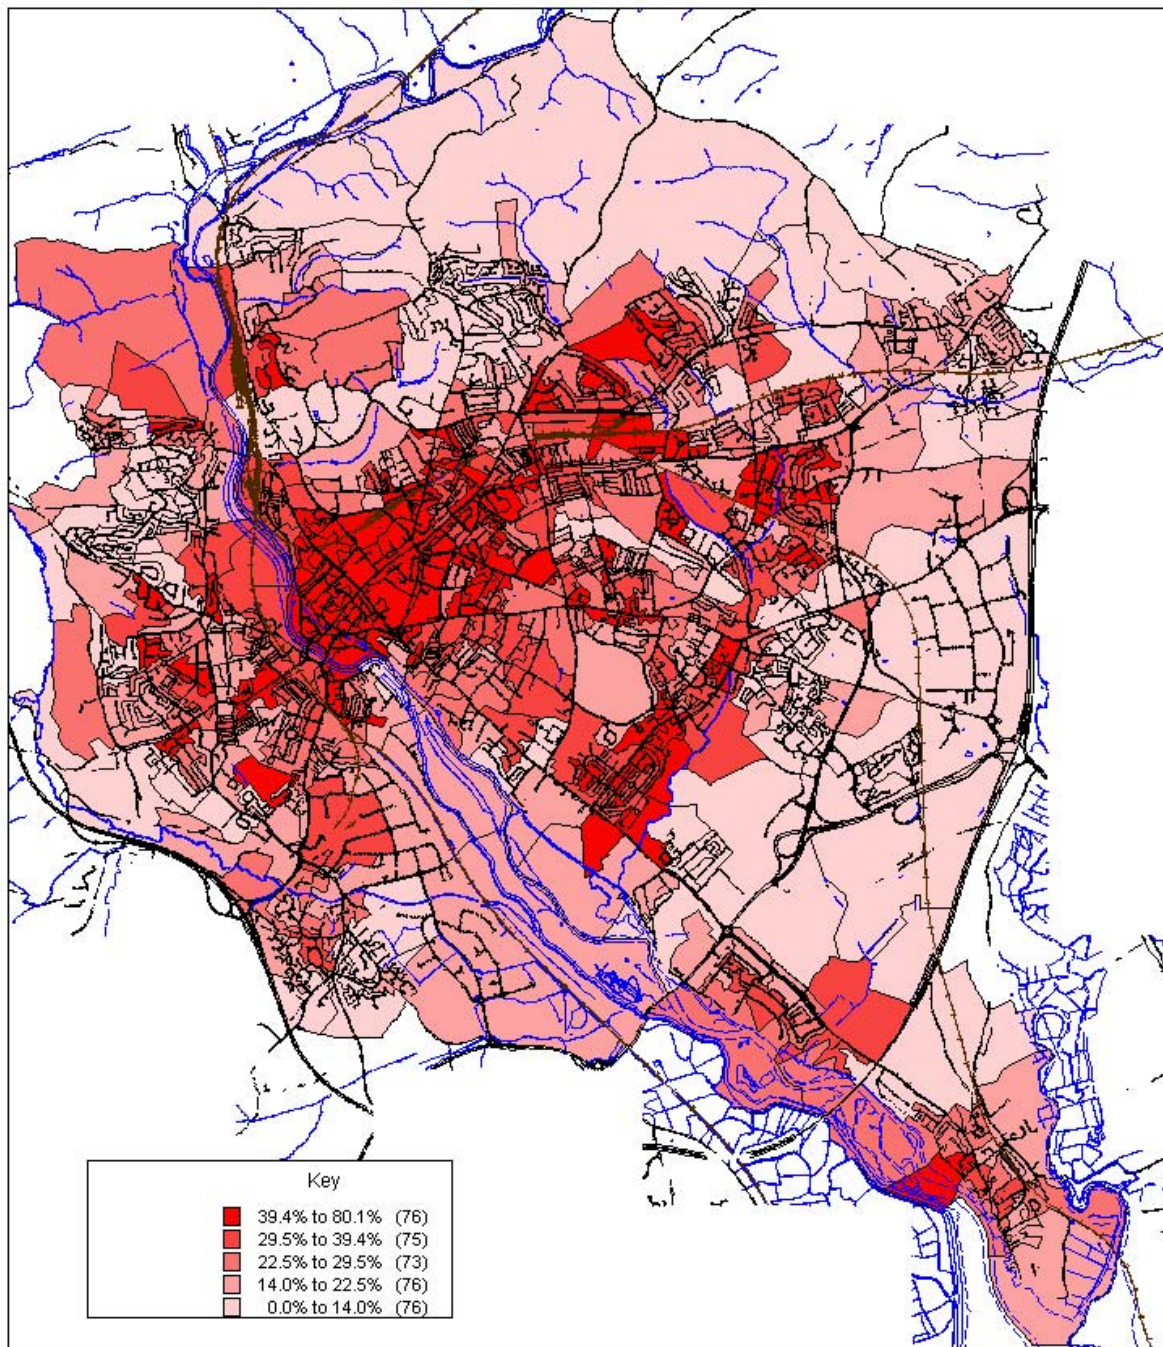 Key
39.4% to 80.1% (76)
29.5% to 39.4% (75)
22.5% to 29.5% (73)
14.0% to 22.5% (76)
0.0% to 14.0% (76)